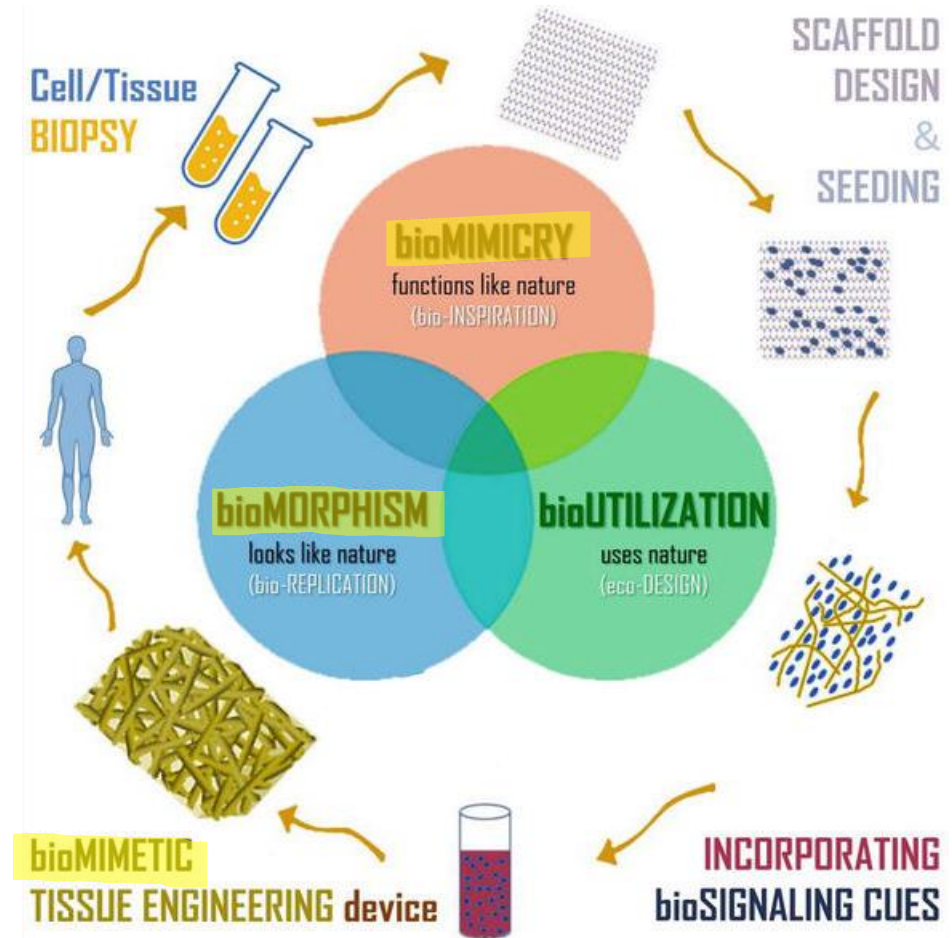 Cell/Tissue
BIOPSY
SCAFFOLD
DESIGN
&
SEEDING
bioMIMICRY
functions like nature
(bio-INSPIRATION)
bioMORPHISM
looks like nature
(bio-REPLICATION)
bioUTILIZATION
uses nature
(eco-DESIGN)
bioMIMETIC
TISSUE ENGINEERING device
INCORPORATING
bioSIGNALING CUES